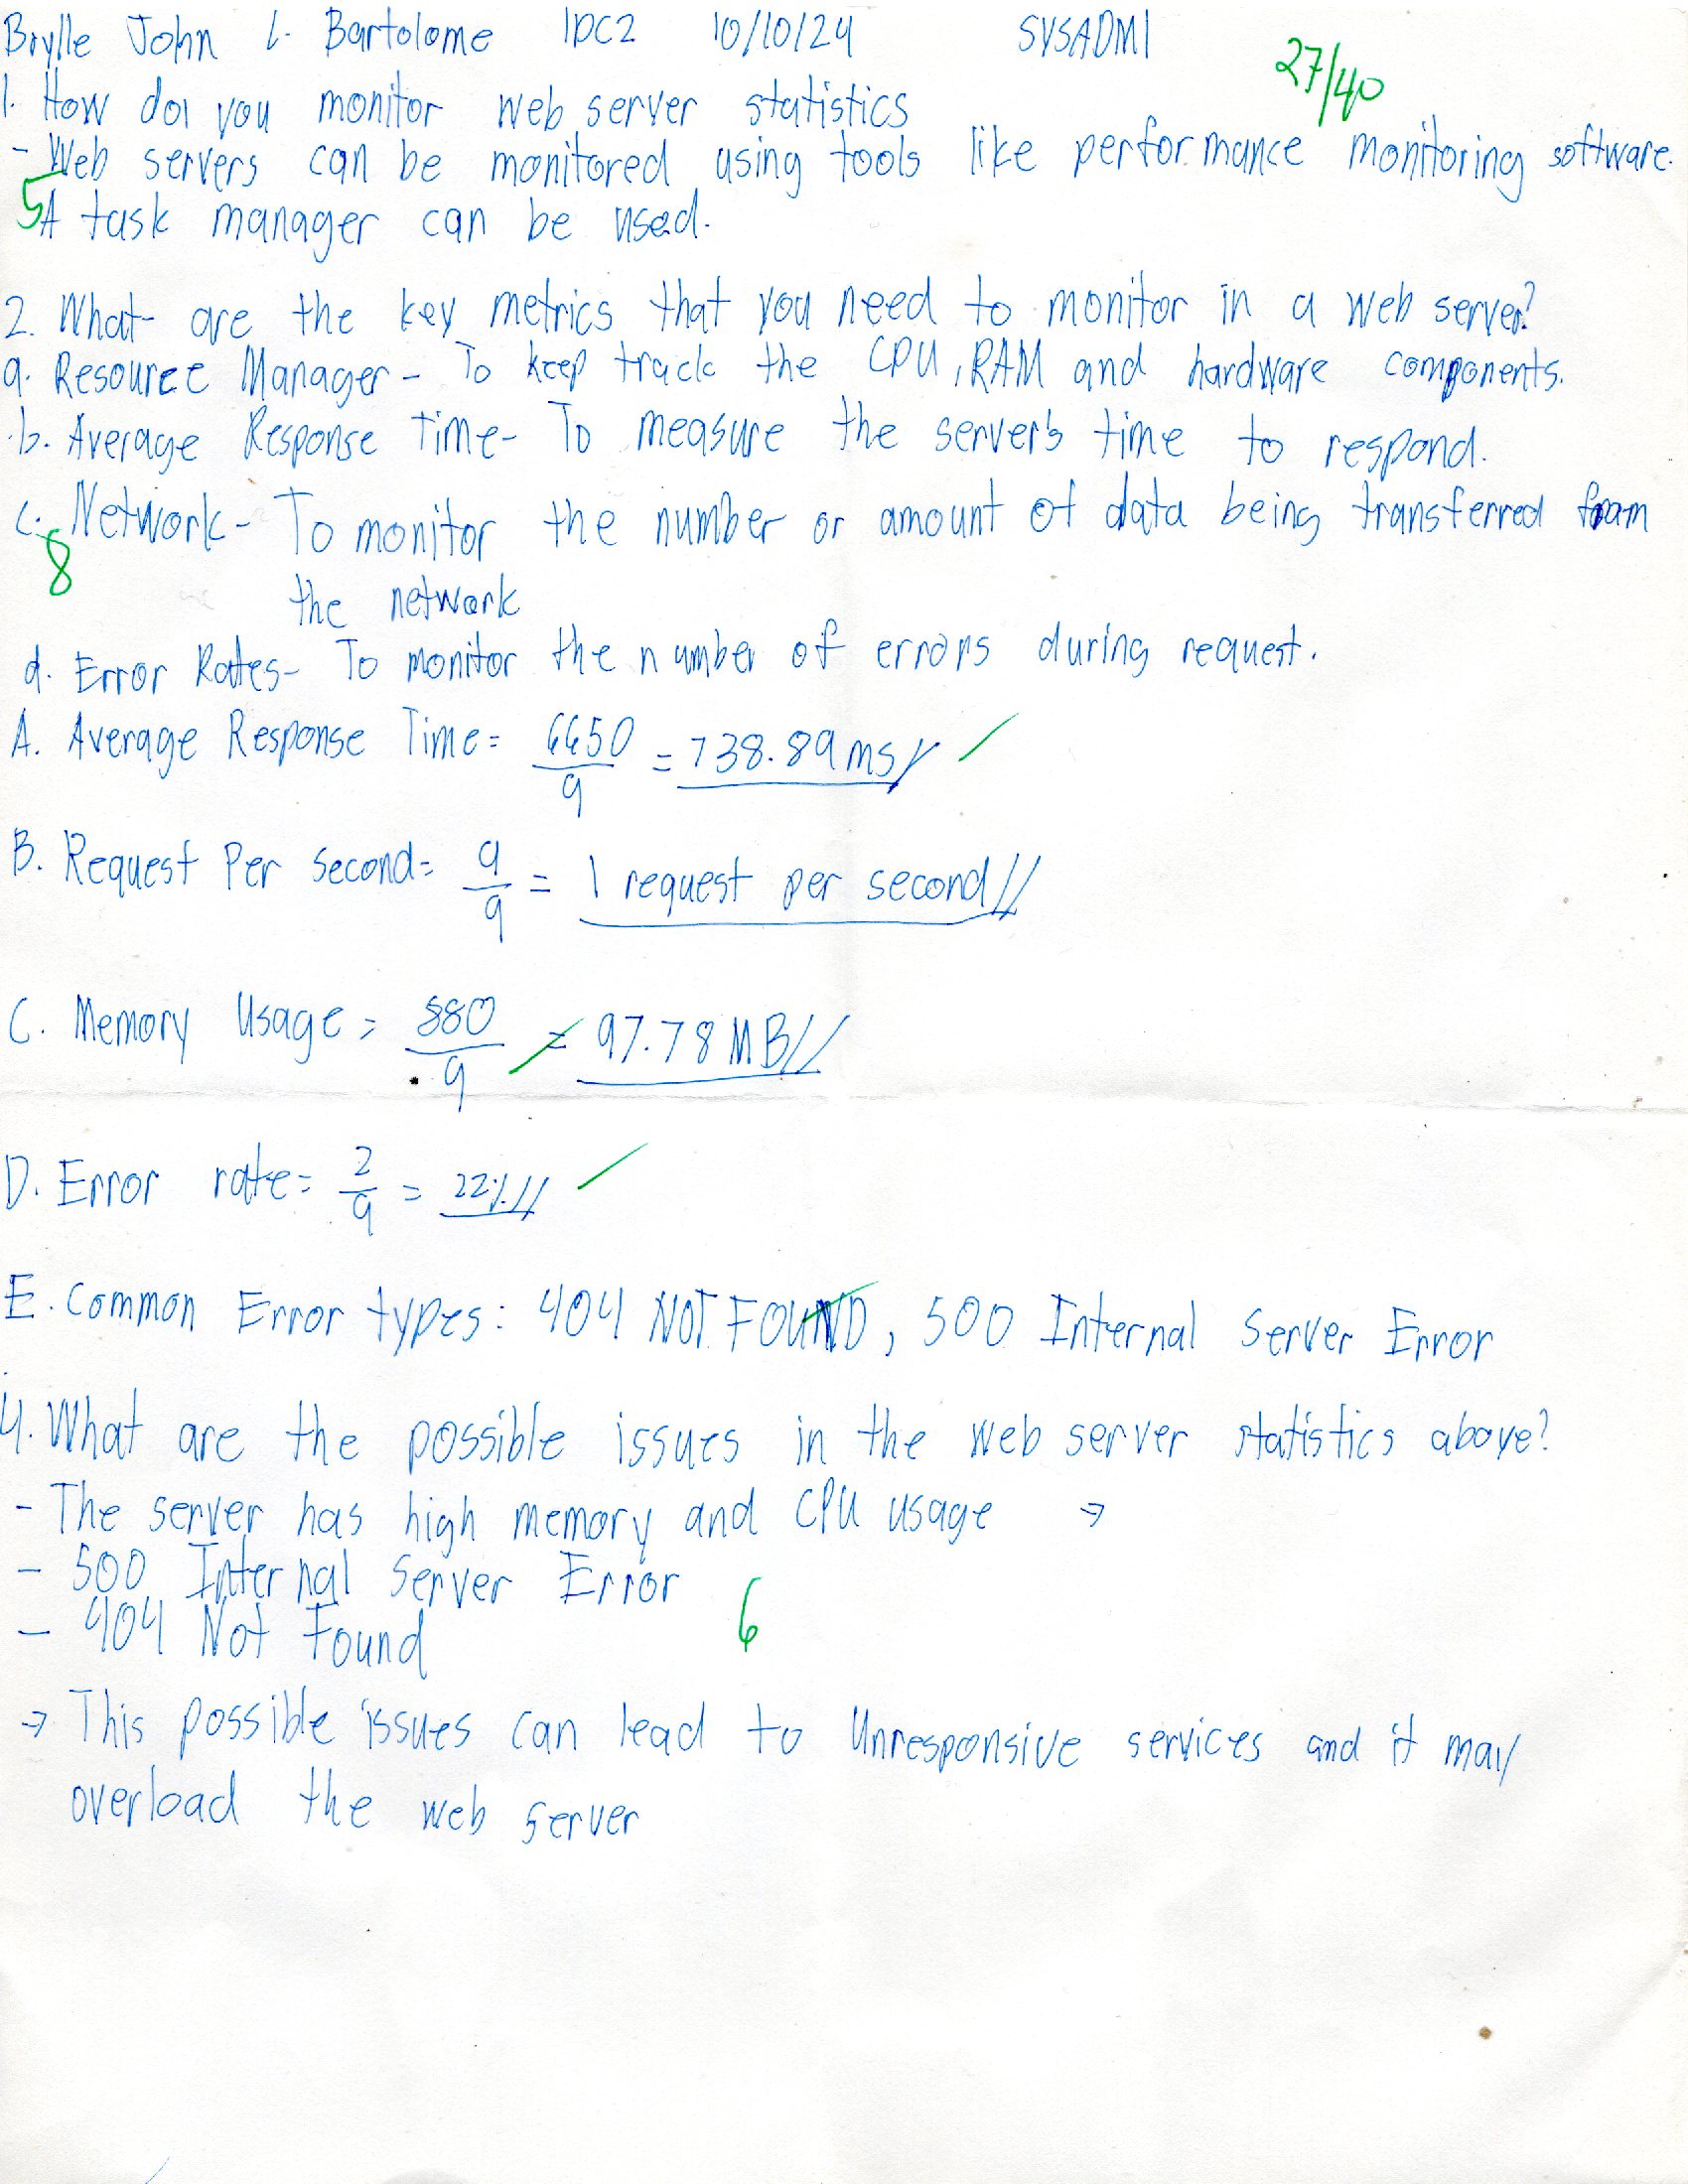 Brylle John L. Bartolome IDC2 10/10/24 SYSADM1
27/40
1. How do you monitor web server statistics
- Web servers can be monitored using tools like performance monitoring software.
5
A task manager can be used.
2. What are the key metrics that you need to monitor in a web server?
a. Resource Manager - To keep track the CPU, RAM and hardware components.
b. Average Response Time - To measure the server's time to respond.
c. Network - To monitor the number or amount of data being transferred from
8
the network
d. Error Rates - To monitor the number of errors during request.
A. Average Response Time = 6650/9 = 738.89 ms //
B. Request Per Second = 9/9 = 1 request per second //
C. Memory Usage = 880/9 = 97.78 MB //
D. Error rate = 2/9 = 22% //
E. Common Error types: 404 NOT FOUND, 500 Internal Server Error
4. What are the possible issues in the web server statistics above?
- The server has high memory and CPU usage →
- 500 Internal Server Error
6
- 404 Not Found
→ This possible issues can lead to unresponsive services and it may
overload the web server